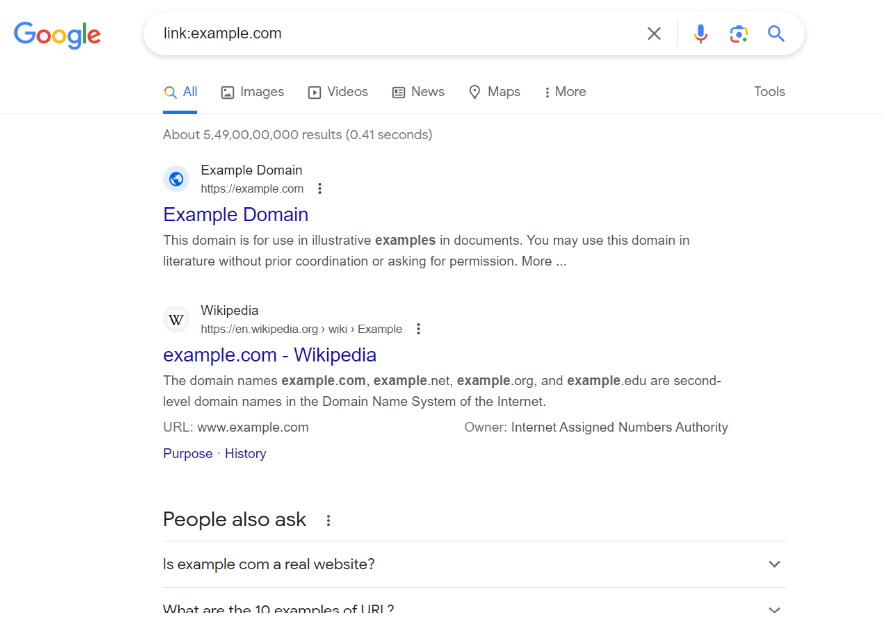 Google
link:example.com
All
Images
Videos
News
Maps
More
Tools
About 5,49,00,00,000 results (0.41 seconds)
Example Domain
https://example.com
Example Domain
This domain is for use in illustrative examples in documents. You may use this domain in
literature without prior coordination or asking for permission. More ...
W
Wikipedia
https://en.wikipedia.org › wiki › Example
example.com - Wikipedia
The domain names example.com, example.net, example.org, and example.edu are second-
level domain names in the Domain Name System of the Internet.
URL: www.example.com Owner: Internet Assigned Numbers Authority
Purpose · History
People also ask
Is example com a real website?
What are the 10 examples of URL?